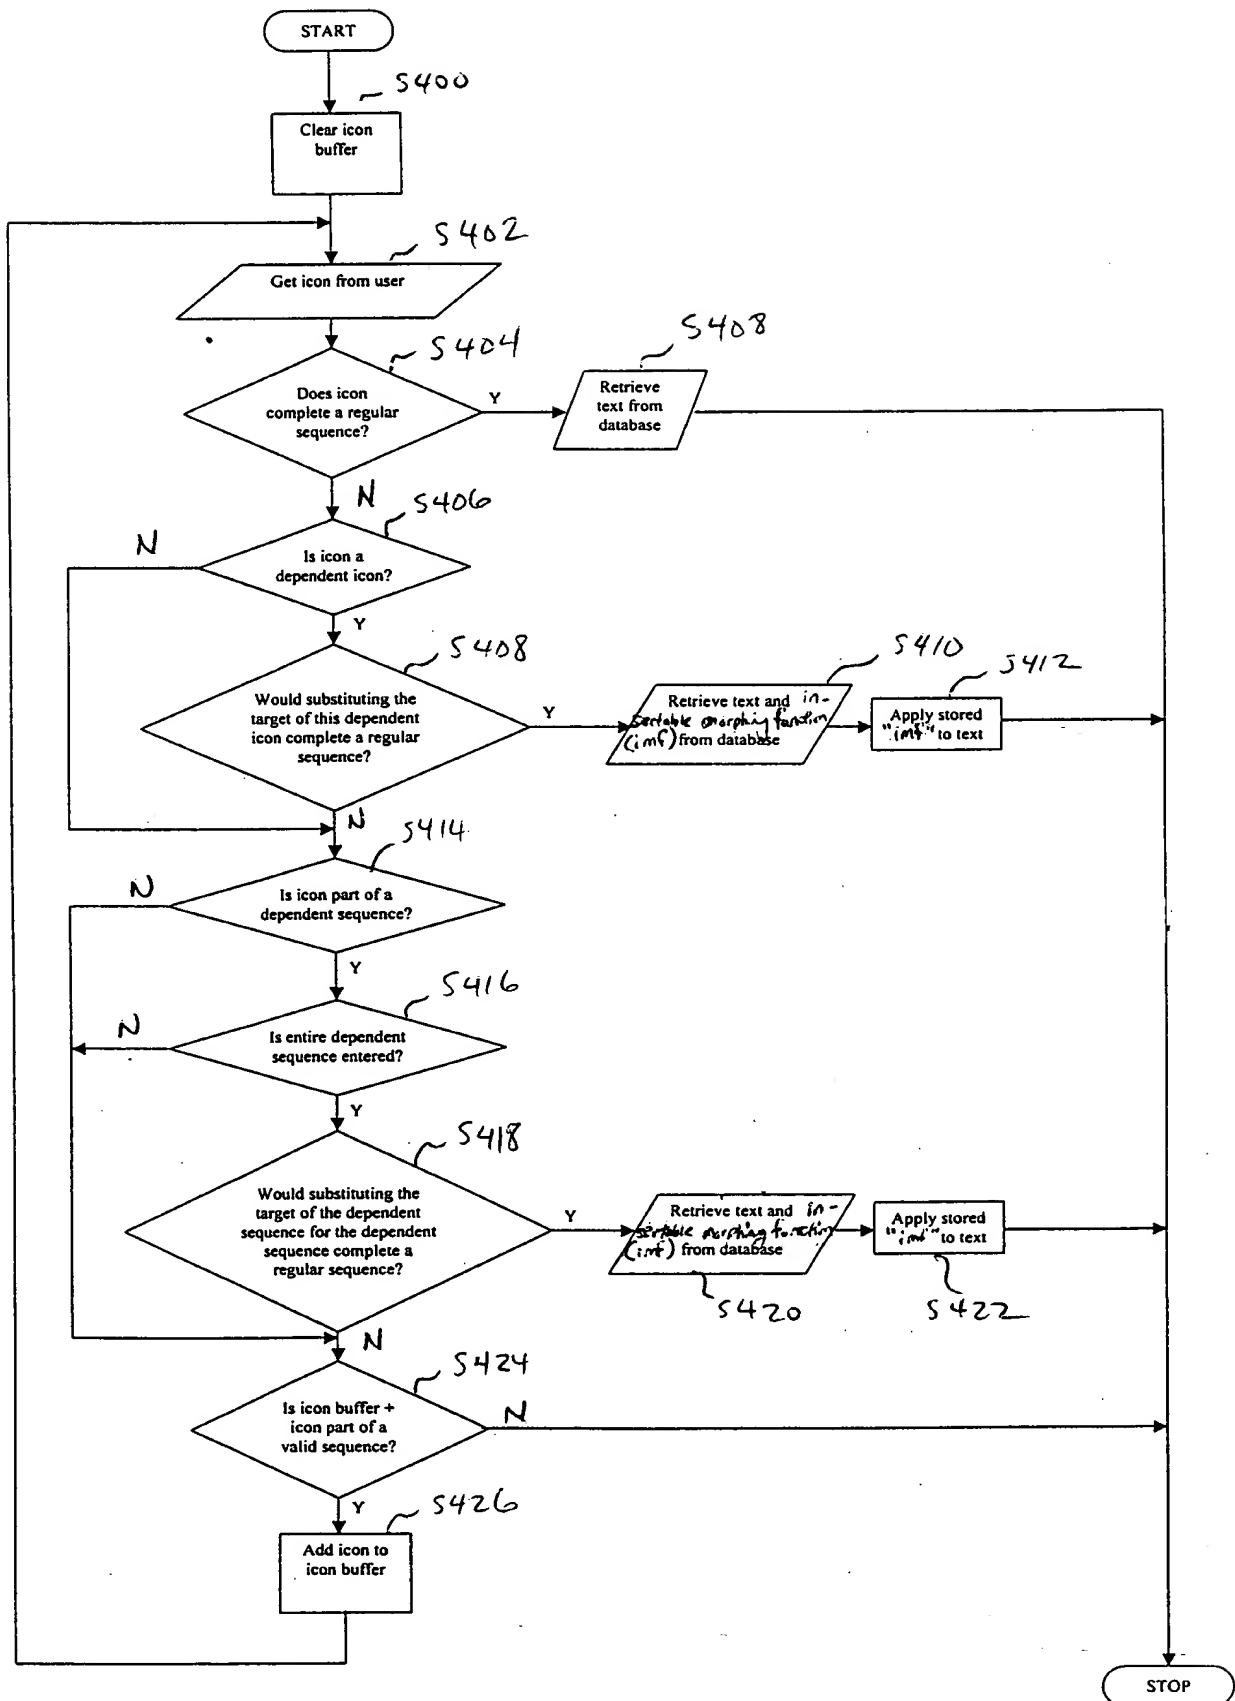 START
S400
Clear icon
buffer
S402
Get icon from user
S404
Does icon
complete a regular
sequence?
Y
S408
Retrieve
text from
database
N
S406
N
Is icon a
dependent icon?
Y
S408
Would substituting the
target of this dependent
icon complete a regular
sequence?
Y
S410
Retrieve text and in-
sertable morphing function
(imf) from database
S412
Apply stored
"imf" to text
N
S414
N
Is icon part of a
dependent sequence?
Y
S416
N
Is entire dependent
sequence entered?
Y
S418
Would substituting the
target of the dependent
sequence for the dependent
sequence complete a
regular sequence?
Y
Retrieve text and in-
sertable morphing function
(imf) from database
S420
Apply stored
"imf" to text
S422
N
S424
Is icon buffer +
icon part of a
valid sequence?
N
Y
S426
Add icon to
icon buffer
STOP